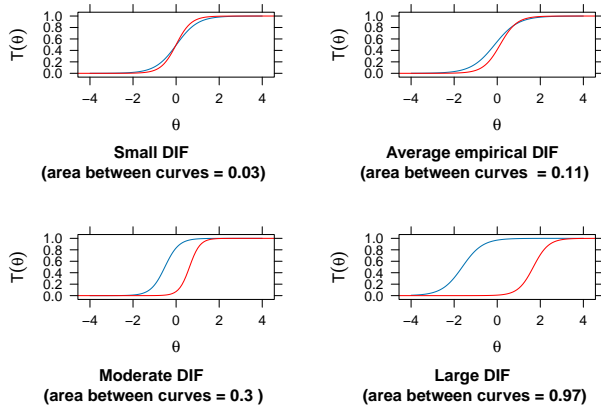 T(θ)
1.0
0.8
0.6
0.4
0.2
0.0
−4 −2 0 2 4
θ
Small DIF
(area between curves = 0.03)
T(θ)
1.0
0.8
0.6
0.4
0.2
0.0
−4 −2 0 2 4
θ
Average empirical DIF
(area between curves = 0.11)
T(θ)
1.0
0.8
0.6
0.4
0.2
0.0
−4 −2 0 2 4
θ
Moderate DIF
(area between curves = 0.3 )
T(θ)
1.0
0.8
0.6
0.4
0.2
0.0
−4 −2 0 2 4
θ
Large DIF
(area between curves = 0.97)